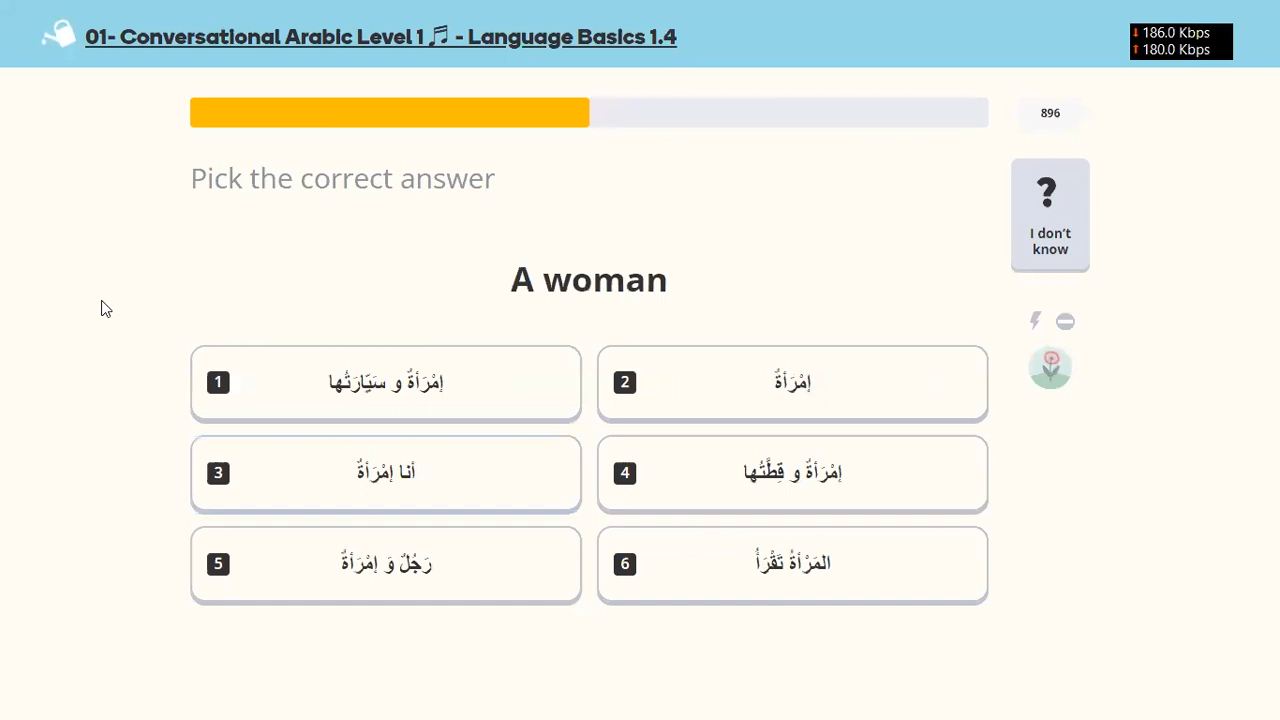 01- Conversational Arabic Level 1 🎵 - Language Basics 1.4
↓ 186.0 Kbps
↑ 180.0 Kbps
896
Pick the correct answer
?
I don't
know
A woman
1 إمْرَأةٌ و سَيّارَتُها
2 إمْرَأةٌ
3 أنا إمْرَأةٌ
4 إمْرَأةٌ و قِطَّتُها
5 رَجُلٌ وَ إمْرَأةٌ
6 المَرْأةُ تَقْرَأُ